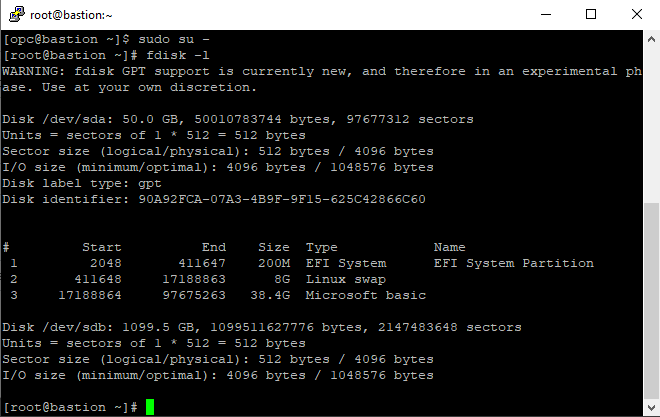 root@bastion:~
[opc@bastion ~]$ sudo su -
[root@bastion ~]# fdisk -l
WARNING: fdisk GPT support is currently new, and therefore in an experimental ph
ase. Use at your own discretion.
Disk /dev/sda: 50.0 GB, 50010783744 bytes, 97677312 sectors
Units = sectors of 1 * 512 = 512 bytes
Sector size (logical/physical): 512 bytes / 4096 bytes
I/O size (minimum/optimal): 4096 bytes / 1048576 bytes
Disk label type: gpt
Disk identifier: 90A92FCA-07A3-4B9F-9F15-625C42866C60
#         Start          End    Size  Type            Name
 1         2048       411647    200M  EFI System      EFI System Partition
 2       411648     17188863      8G  Linux swap
 3     17188864     97675263   38.4G  Microsoft basic
Disk /dev/sdb: 1099.5 GB, 1099511627776 bytes, 2147483648 sectors
Units = sectors of 1 * 512 = 512 bytes
Sector size (logical/physical): 512 bytes / 4096 bytes
I/O size (minimum/optimal): 4096 bytes / 1048576 bytes
[root@bastion ~]#